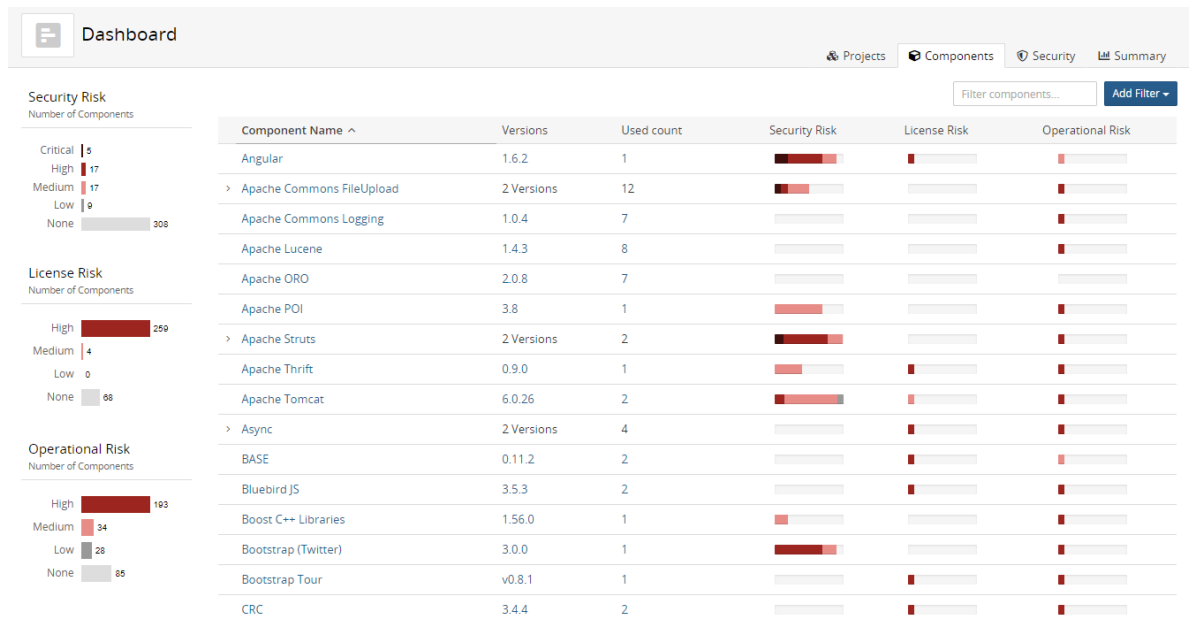 Dashboard
Projects Components Security Summary
Filter components... Add Filter
Security Risk
Number of Components
Critical 5
High 17
Medium 17
Low 9
None 308
License Risk
Number of Components
High 259
Medium 4
Low 0
None 68
Operational Risk
Number of Components
High 193
Medium 34
Low 28
None 85
Component Name Versions Used count Security Risk License Risk Operational Risk
Angular 1.6.2 1
Apache Commons FileUpload 2 Versions 12
Apache Commons Logging 1.0.4 7
Apache Lucene 1.4.3 8
Apache ORO 2.0.8 7
Apache POI 3.8 1
Apache Struts 2 Versions 2
Apache Thrift 0.9.0 1
Apache Tomcat 6.0.26 2
Async 2 Versions 4
BASE 0.11.2 2
Bluebird JS 3.5.3 2
Boost C++ Libraries 1.56.0 1
Bootstrap (Twitter) 3.0.0 1
Bootstrap Tour v0.8.1 1
CRC 3.4.4 2